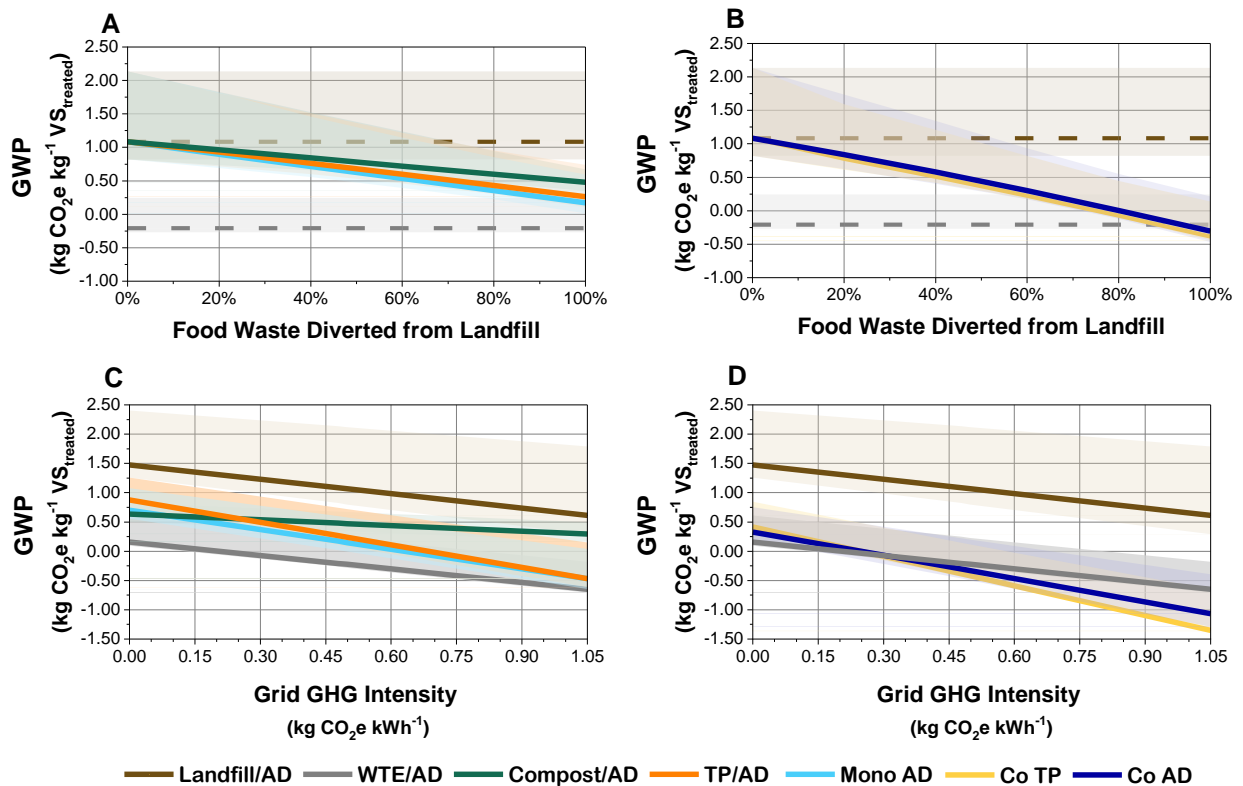 A
GWP
(kg CO₂e kg⁻¹ VS_treated)
2.50
2.00
1.50
1.00
0.50
0.00
-0.50
-1.00
0% 20% 40% 60% 80% 100%
Food Waste Diverted from Landfill
B
GWP
(kg CO₂e kg⁻¹ VS_treated)
2.50
2.00
1.50
1.00
0.50
0.00
-0.50
-1.00
0% 20% 40% 60% 80% 100%
Food Waste Diverted from Landfill
C
GWP
(kg CO₂e kg⁻¹ VS_treated)
2.50
2.00
1.50
1.00
0.50
0.00
-0.50
-1.00
-1.50
0.00 0.15 0.30 0.45 0.60 0.75 0.90 1.05
Grid GHG Intensity
(kg CO₂e kWh⁻¹)
D
GWP
(kg CO₂e kg⁻¹ VS_treated)
2.50
2.00
1.50
1.00
0.50
0.00
-0.50
-1.00
-1.50
0.00 0.15 0.30 0.45 0.60 0.75 0.90 1.05
Grid GHG Intensity
(kg CO₂e kWh⁻¹)
Landfill/AD WTE/AD Compost/AD TP/AD Mono AD Co TP Co AD